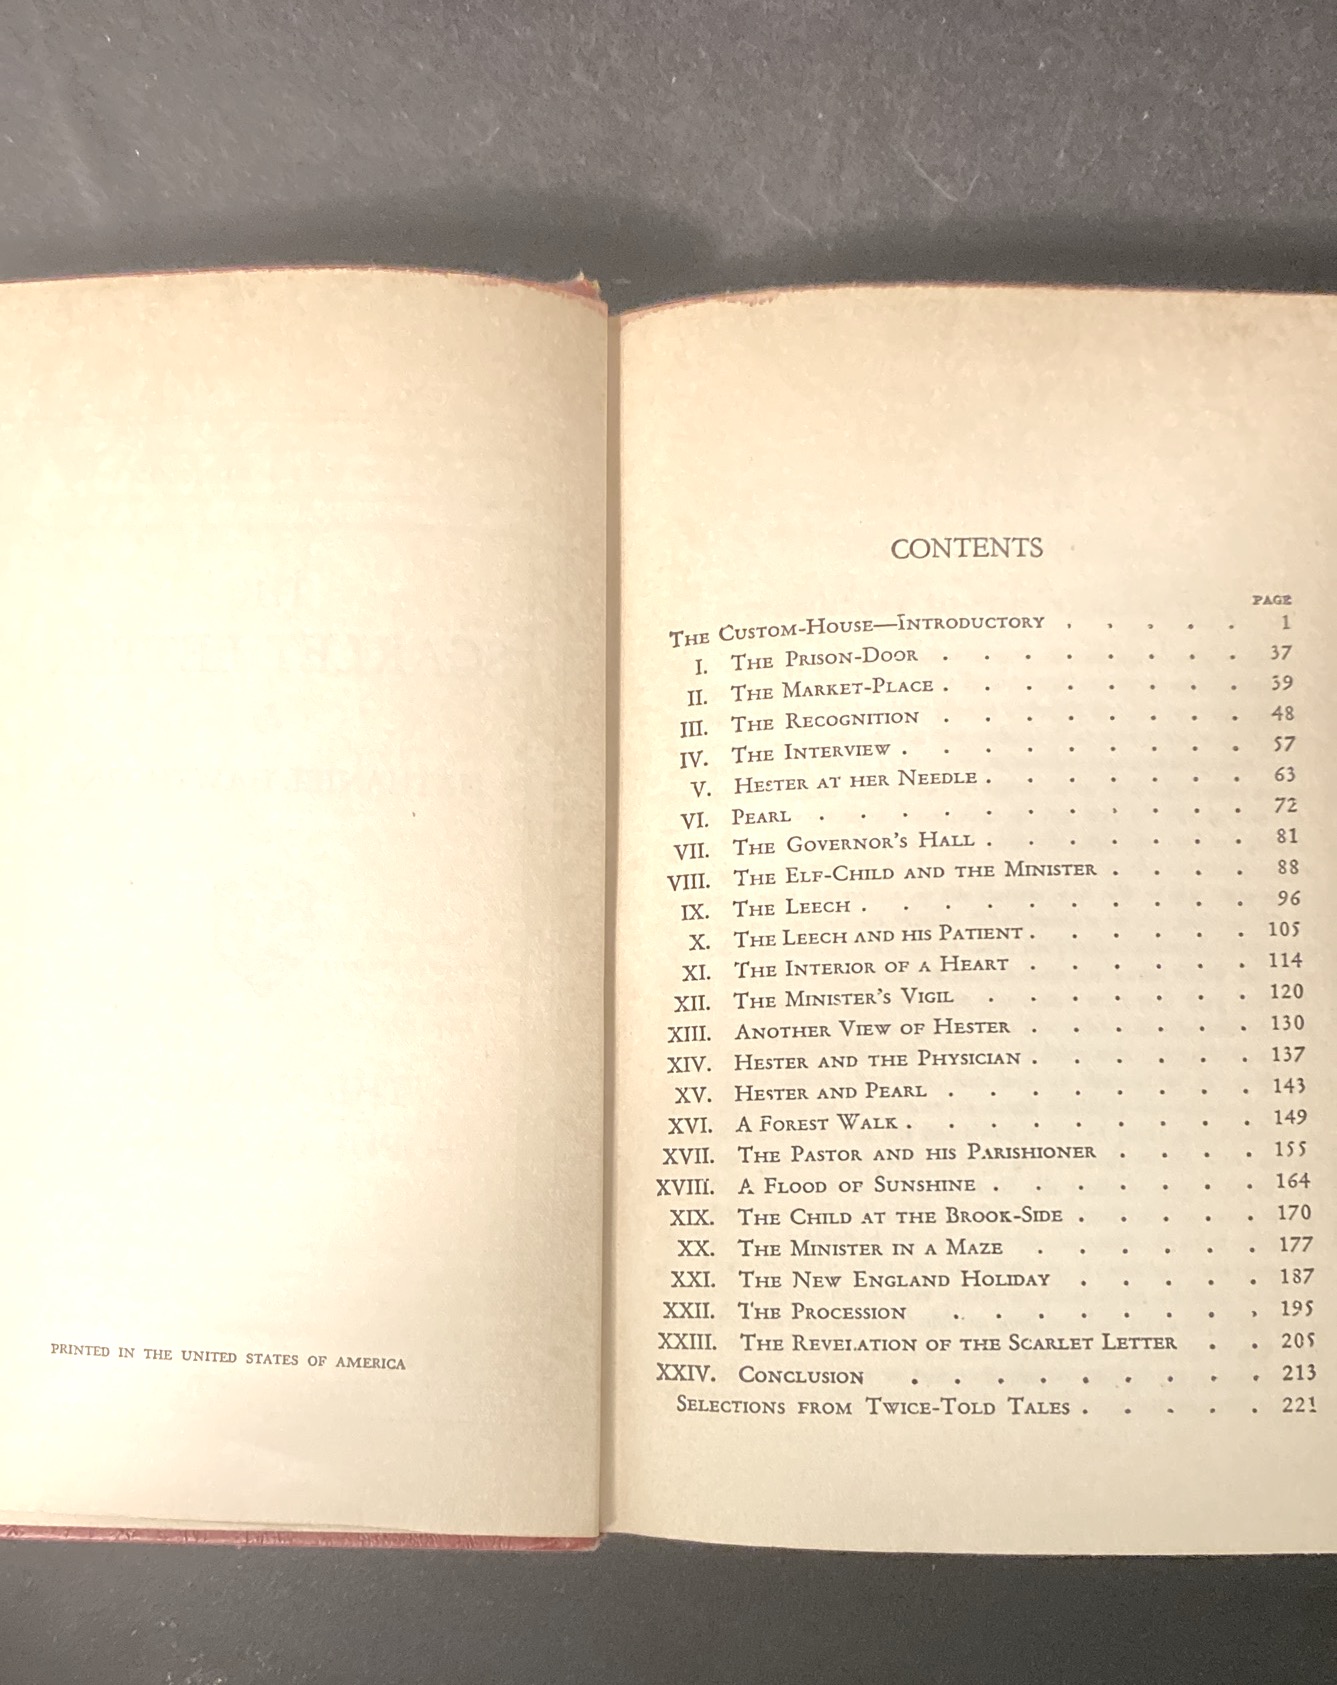 PRINTED IN THE UNITED STATES OF AMERICA
CONTENTS
PAGE
THE CUSTOM-HOUSE—INTRODUCTORY . . . . . 1
I. THE PRISON-DOOR . . . . . . . . 37
II. THE MARKET-PLACE . . . . . . . . 39
III. THE RECOGNITION . . . . . . . . 48
IV. THE INTERVIEW . . . . . . . . . 57
V. HESTER AT HER NEEDLE . . . . . . . 63
VI. PEARL . . . . . . . . . . . 72
VII. THE GOVERNOR'S HALL . . . . . . . 81
VIII. THE ELF-CHILD AND THE MINISTER . . . . 88
IX. THE LEECH . . . . . . . . . . 96
X. THE LEECH AND HIS PATIENT . . . . . . 105
XI. THE INTERIOR OF A HEART . . . . . . 114
XII. THE MINISTER'S VIGIL . . . . . . . 120
XIII. ANOTHER VIEW OF HESTER . . . . . . 130
XIV. HESTER AND THE PHYSICIAN . . . . . . 137
XV. HESTER AND PEARL . . . . . . . . 143
XVI. A FOREST WALK . . . . . . . . . 149
XVII. THE PASTOR AND HIS PARISHIONER . . . . 155
XVIII. A FLOOD OF SUNSHINE . . . . . . . 164
XIX. THE CHILD AT THE BROOK-SIDE . . . . . 170
XX. THE MINISTER IN A MAZE . . . . . . 177
XXI. THE NEW ENGLAND HOLIDAY . . . . . 187
XXII. THE PROCESSION . . . . . . . . 195
XXIII. THE REVELATION OF THE SCARLET LETTER . . 205
XXIV. CONCLUSION . . . . . . . . . 213
SELECTIONS FROM TWICE-TOLD TALES . . . . . 221